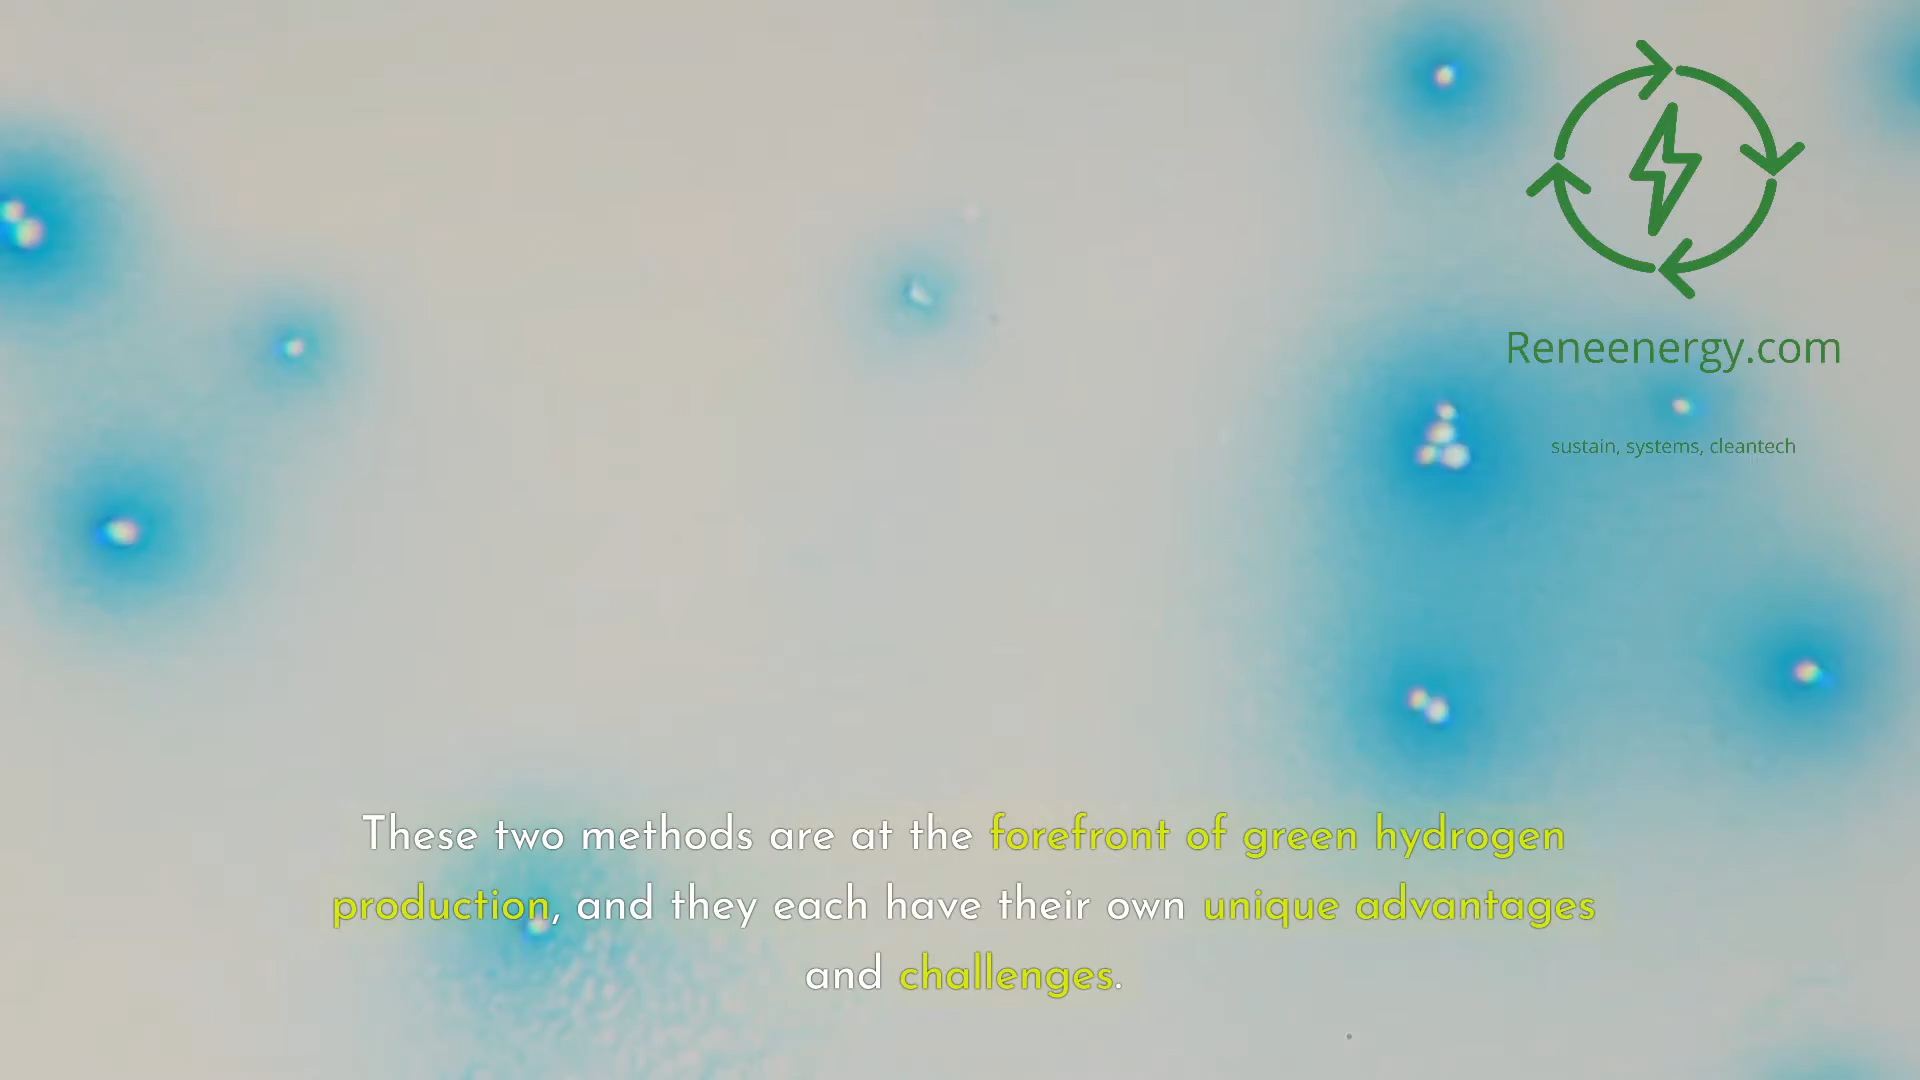 Reneenergy.com
sustain, systems, cleantech
These two methods are at the forefront of green hydrogen
production, and they each have their own unique advantages
and challenges.